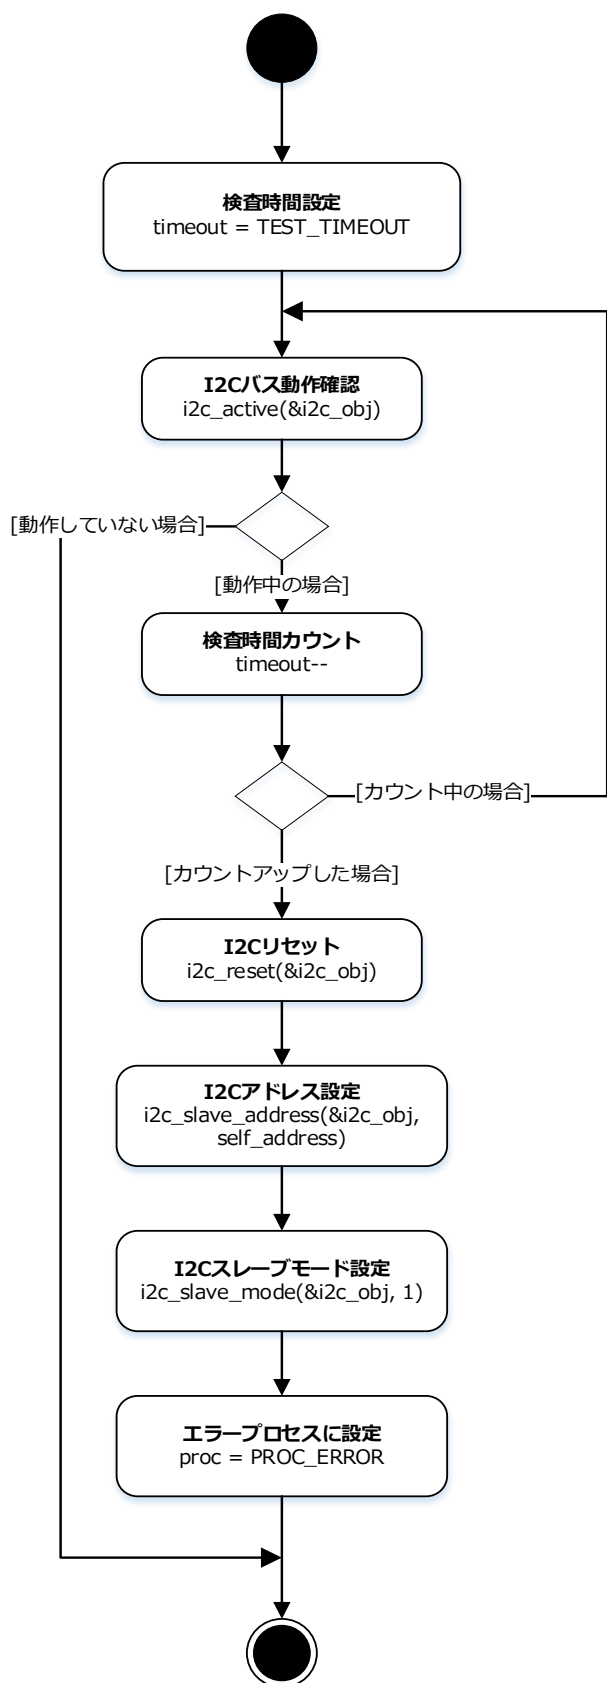 検査時間設定
timeout = TEST_TIMEOUT
I2Cバス動作確認
i2c_active(&i2c_obj)
[動作していない場合]
[動作中の場合]
検査時間カウント
timeout--
[カウント中の場合]
[カウントアップした場合]
I2Cリセット
i2c_reset(&i2c_obj)
I2Cアドレス設定
i2c_slave_address(&i2c_obj,
self_address)
I2Cスレーブモード設定
i2c_slave_mode(&i2c_obj, 1)
エラープロセスに設定
proc = PROC_ERROR